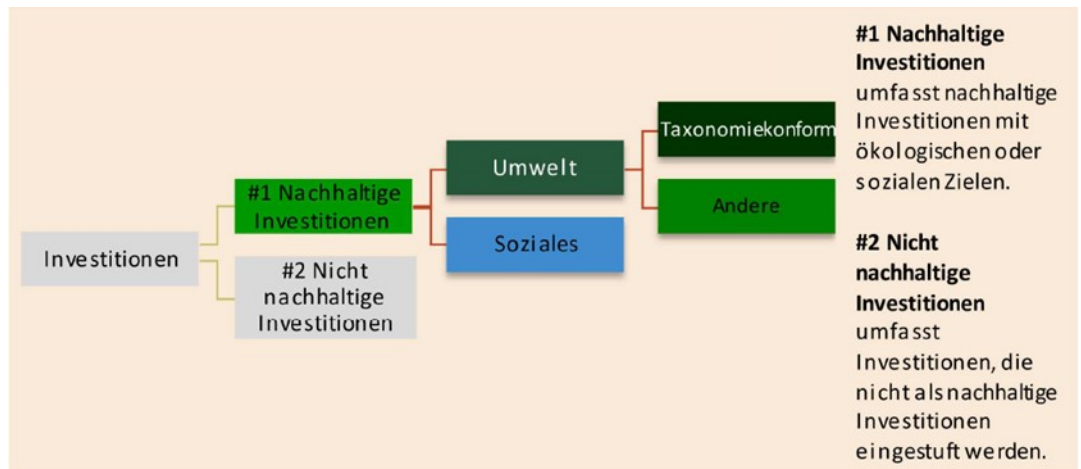 Investitionen
#1 Nachhaltige
Investitionen
#2 Nicht
nachhaltige
Investitionen
Umwelt
Soziales
Taxonomiekonform
Andere
#1 Nachhaltige
Investitionen
umfasst nachhaltige
Investitionen mit
ökologischen oder
sozialen Zielen.
#2 Nicht
nachhaltige
Investitionen
umfasst
Investitionen, die
nicht als nachhaltige
Investitionen
eingestuft werden.